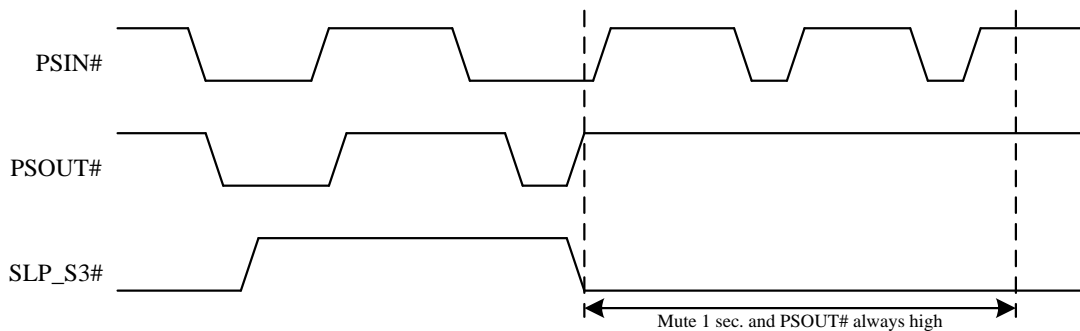 PSIN#
PSOUT#
SLP_S3#
Mute 1 sec. and PSOUT# always high